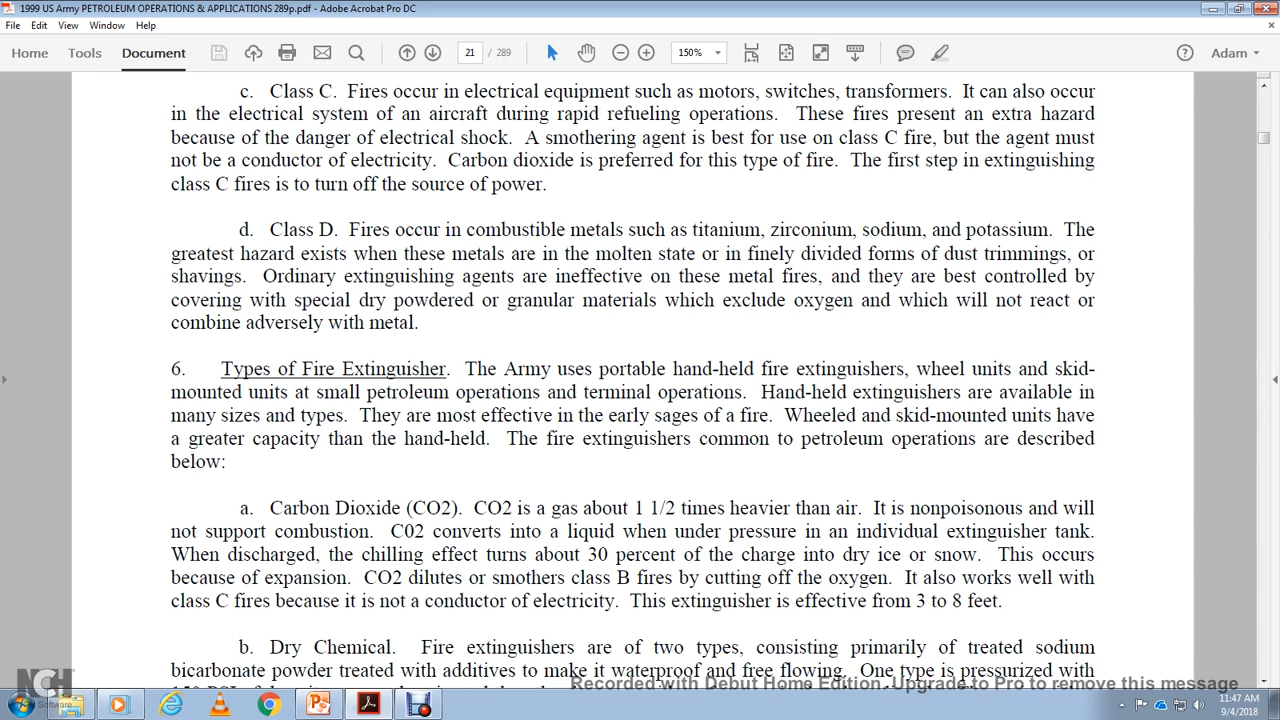 1999 US Army PETROLEUM OPERATIONS & APPLICATIONS 289p.pdf - Adobe Acrobat Pro DC
File Edit View Window Help
Home Tools Document 21 / 289 150% Adam
c. Class C. Fires occur in electrical equipment such as motors, switches, transformers. It can also occur
in the electrical system of an aircraft during rapid refueling operations. These fires present an extra hazard
because of the danger of electrical shock. A smothering agent is best for use on class C fire, but the agent must
not be a conductor of electricity. Carbon dioxide is preferred for this type of fire. The first step in extinguishing
class C fires is to turn off the source of power.
d. Class D. Fires occur in combustible metals such as titanium, zirconium, sodium, and potassium. The
greatest hazard exists when these metals are in the molten state or in finely divided forms of dust trimmings, or
shavings. Ordinary extinguishing agents are ineffective on these metal fires, and they are best controlled by
covering with special dry powdered or granular materials which exclude oxygen and which will not react or
combine adversely with metal.
6. Types of Fire Extinguisher. The Army uses portable hand-held fire extinguishers, wheel units and skid-
mounted units at small petroleum operations and terminal operations. Hand-held extinguishers are available in
many sizes and types. They are most effective in the early sages of a fire. Wheeled and skid-mounted units have
a greater capacity than the hand-held. The fire extinguishers common to petroleum operations are described
below:
a. Carbon Dioxide (CO2). CO2 is a gas about 1 1/2 times heavier than air. It is nonpoisonous and will
not support combustion. C02 converts into a liquid when under pressure in an individual extinguisher tank.
When discharged, the chilling effect turns about 30 percent of the charge into dry ice or snow. This occurs
because of expansion. CO2 dilutes or smothers class B fires by cutting off the oxygen. It also works well with
class C fires because it is not a conductor of electricity. This extinguisher is effective from 3 to 8 feet.
b. Dry Chemical. Fire extinguishers are of two types, consisting primarily of treated sodium
bicarbonate powder treated with additives to make it waterproof and free flowing. One type is pressurized with
Recorded with Debut Home Edition. Upgrade to Pro to remove this message
NCH Software
11:47 AM
9/4/2018